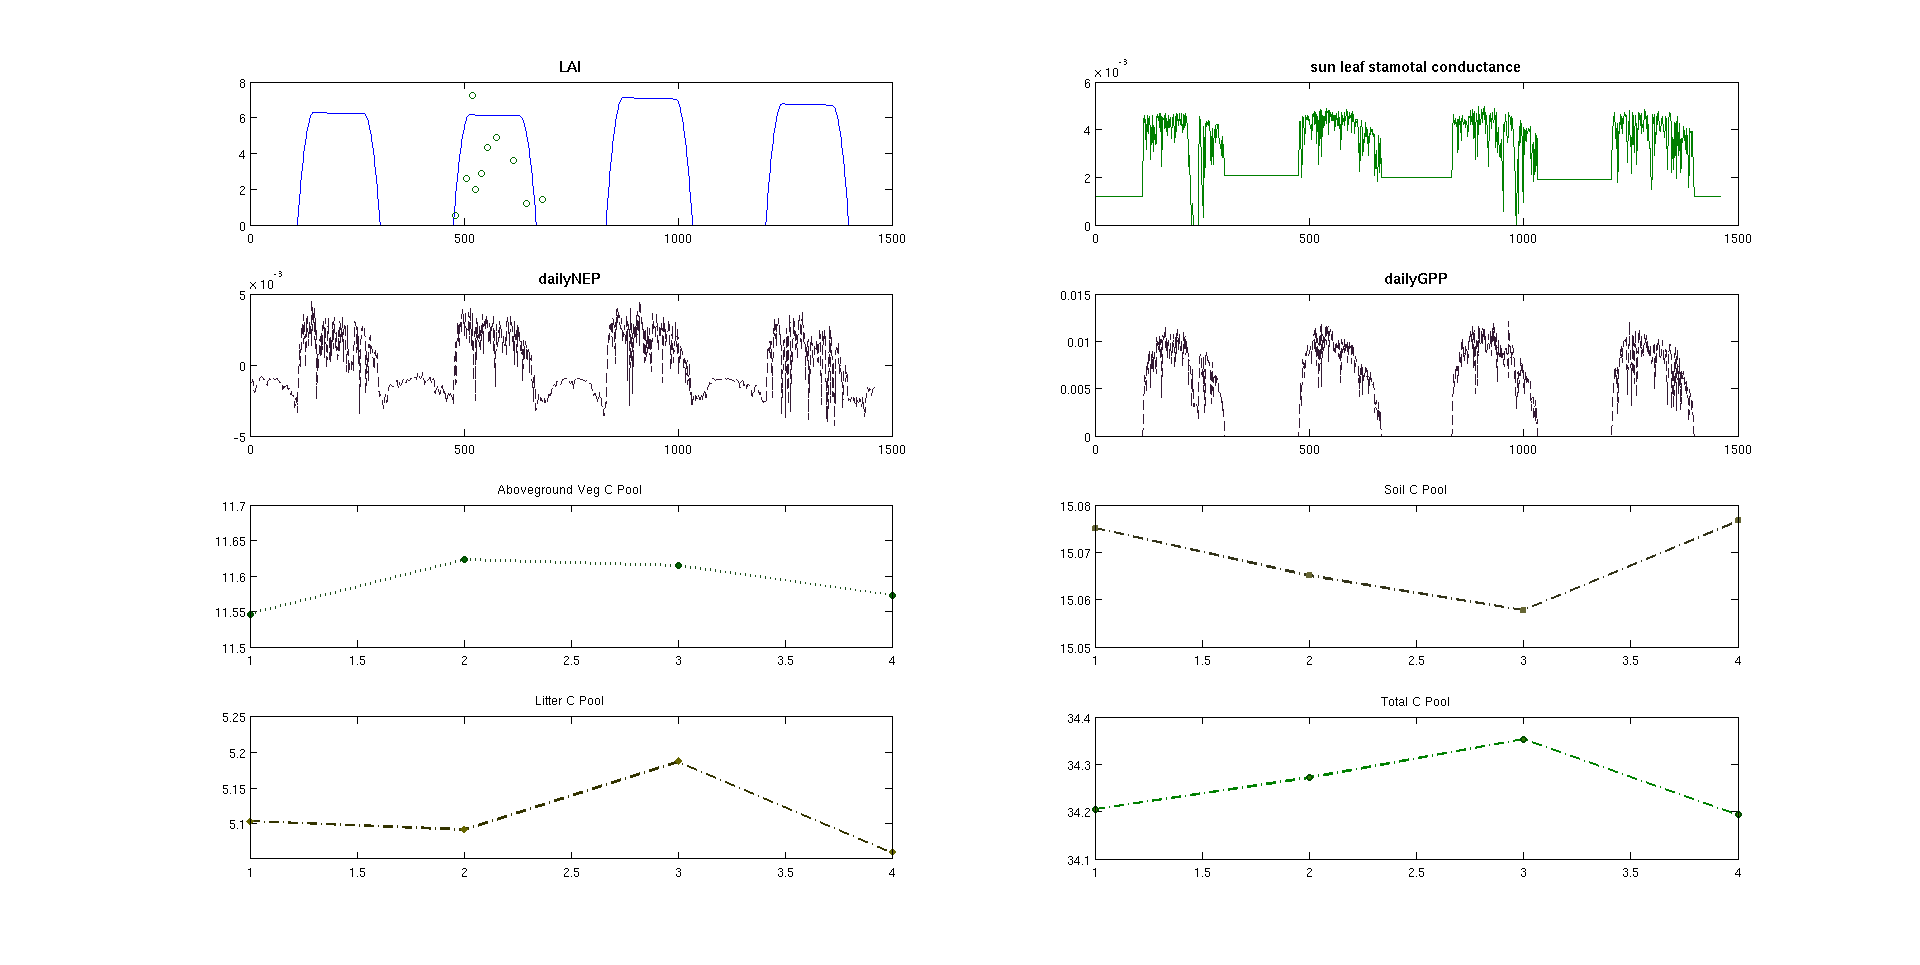 LAI
8
6
4
2
0
0 500 1000 1500
sun leaf stamotal conductance
× 10⁻³
6
4
2
0
0 500 1000 1500
dailyNEP
× 10⁻³
5
0
-5
0 500 1000 1500
dailyGPP
0.015
0.01
0.005
0
0 500 1000 1500
Aboveground Veg C Pool
11.7
11.65
11.6
11.55
11.5
1 1.5 2 2.5 3 3.5 4
Soil C Pool
15.08
15.07
15.06
15.05
1 1.5 2 2.5 3 3.5 4
Litter C Pool
5.25
5.2
5.15
5.1
1 1.5 2 2.5 3 3.5 4
Total C Pool
34.4
34.3
34.2
34.1
1 1.5 2 2.5 3 3.5 4